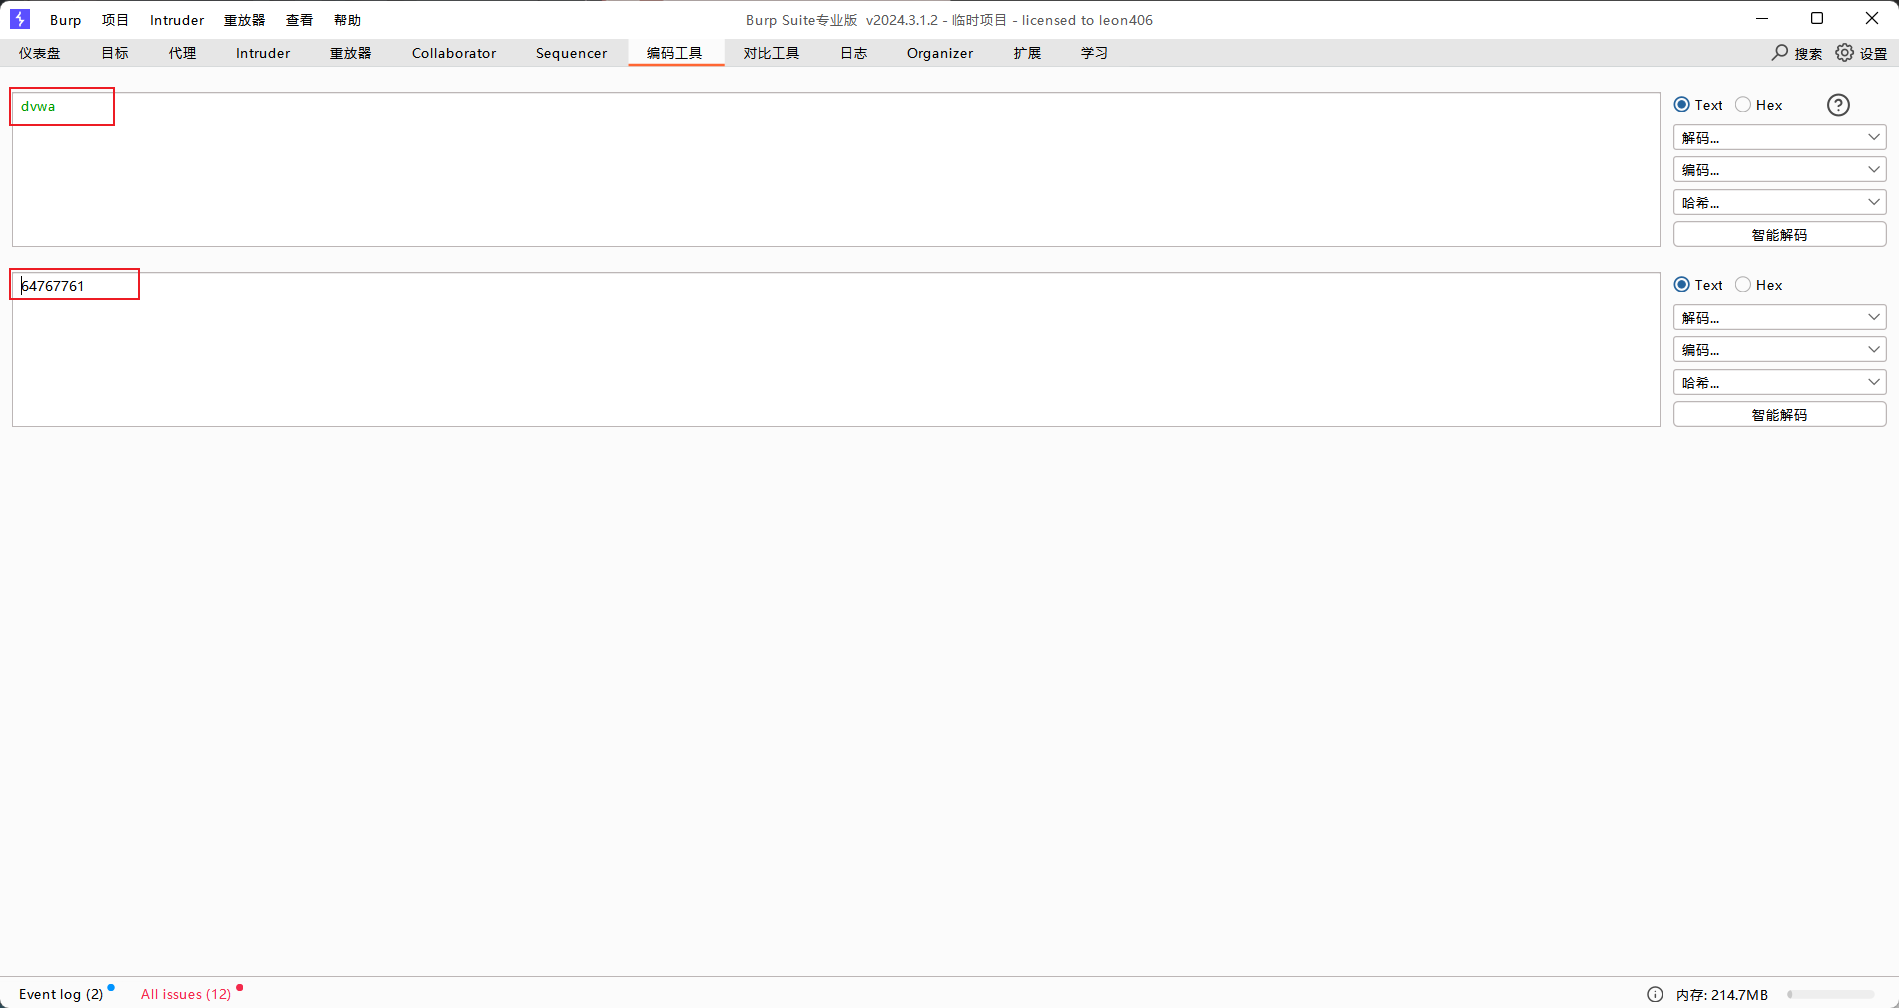 Burp 项目 Intruder 重放器 查看 帮助 Burp Suite专业版 v2024.3.1.2 - 临时项目 - licensed to leon406
仪表盘 目标 代理 Intruder 重放器 Collaborator Sequencer 编码工具 对比工具 日志 Organizer 扩展 学习 搜索 设置
dvwa
Text Hex ?
解码...
编码...
哈希...
智能解码
64767761
Text Hex
解码...
编码...
哈希...
智能解码
Event log (2) All issues (12) 内存: 214.7MB